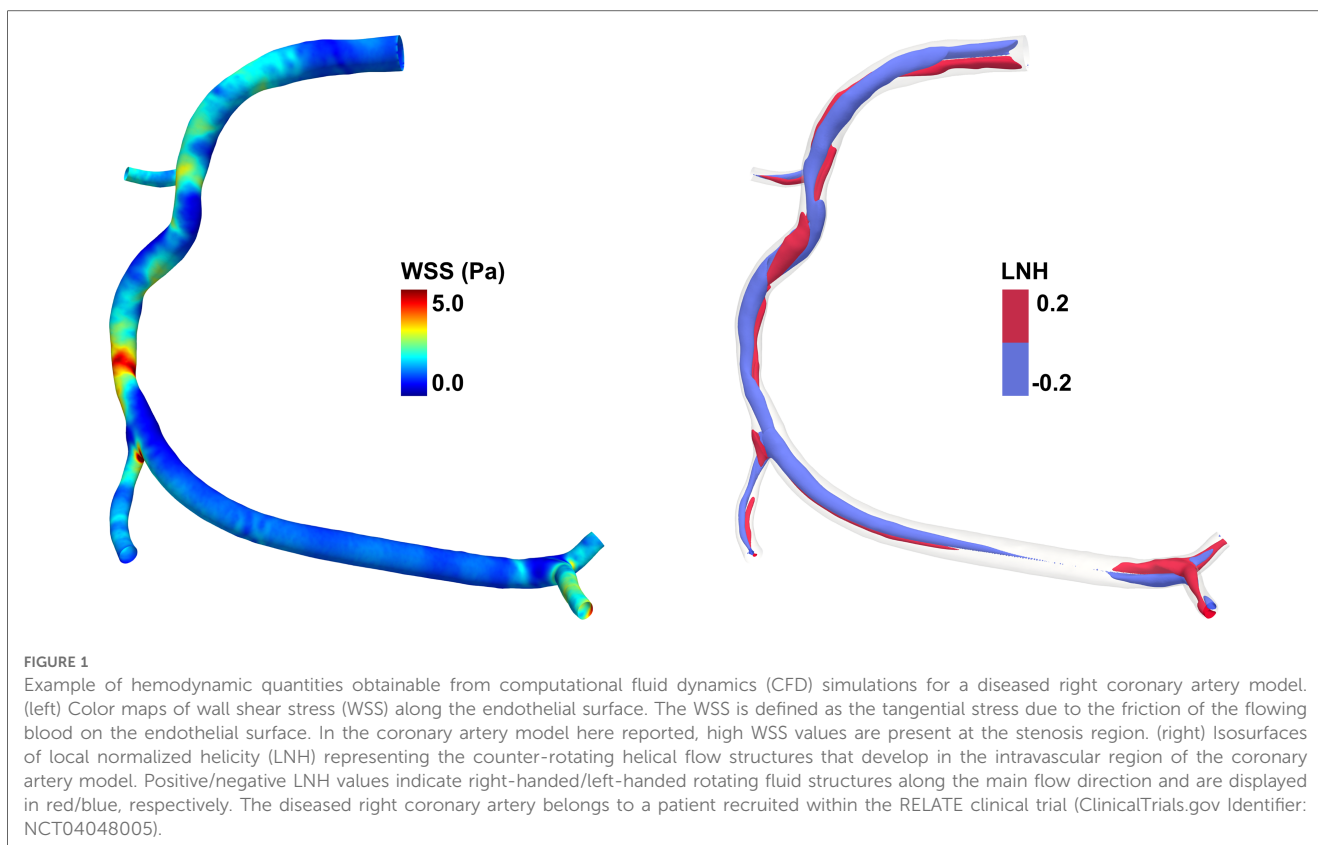 WSS (Pa)
5.0
0.0
LNH
0.2
-0.2
FIGURE 1
Example of hemodynamic quantities obtainable from computational fluid dynamics (CFD) simulations for a diseased right coronary artery model.
(left) Color maps of wall shear stress (WSS) along the endothelial surface. The WSS is defined as the tangential stress due to the friction of the flowing
blood on the endothelial surface. In the coronary artery model here reported, high WSS values are present at the stenosis region. (right) Isosurfaces
of local normalized helicity (LNH) representing the counter-rotating helical flow structures that develop in the intravascular region of the coronary
artery model. Positive/negative LNH values indicate right-handed/left-handed rotating fluid structures along the main flow direction and are displayed
in red/blue, respectively. The diseased right coronary artery belongs to a patient recruited within the RELATE clinical trial (ClinicalTrials.gov Identifier:
NCT04048005).